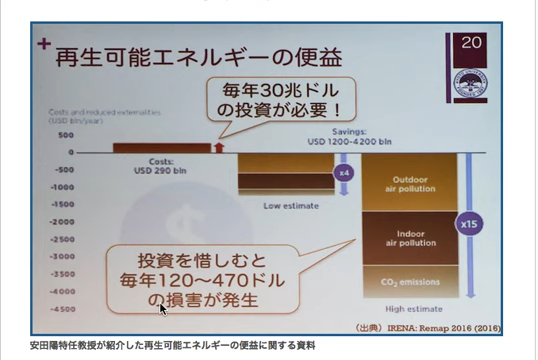 再生可能エネルギーの便益
20
毎年30兆ドル
の投資が必要！
Costs and reduced externalities
(USD bln/year)
Savings:
USD 1200-4200 bln
500
0
-500
-1000
-1500
-2000
-2500
-3000
-3500
-4000
-4500
Costs:
USD 290 bln
x4
Low estimate
Outdoor
air pollution
Indoor
air pollution
CO₂ emissions
x15
High estimate
投資を惜しむと
毎年120～470ドル
の損害が発生
（出典）IRENA: Remap 2016 (2016)
安田陽特任教授が紹介した再生可能エネルギーの便益に関する資料